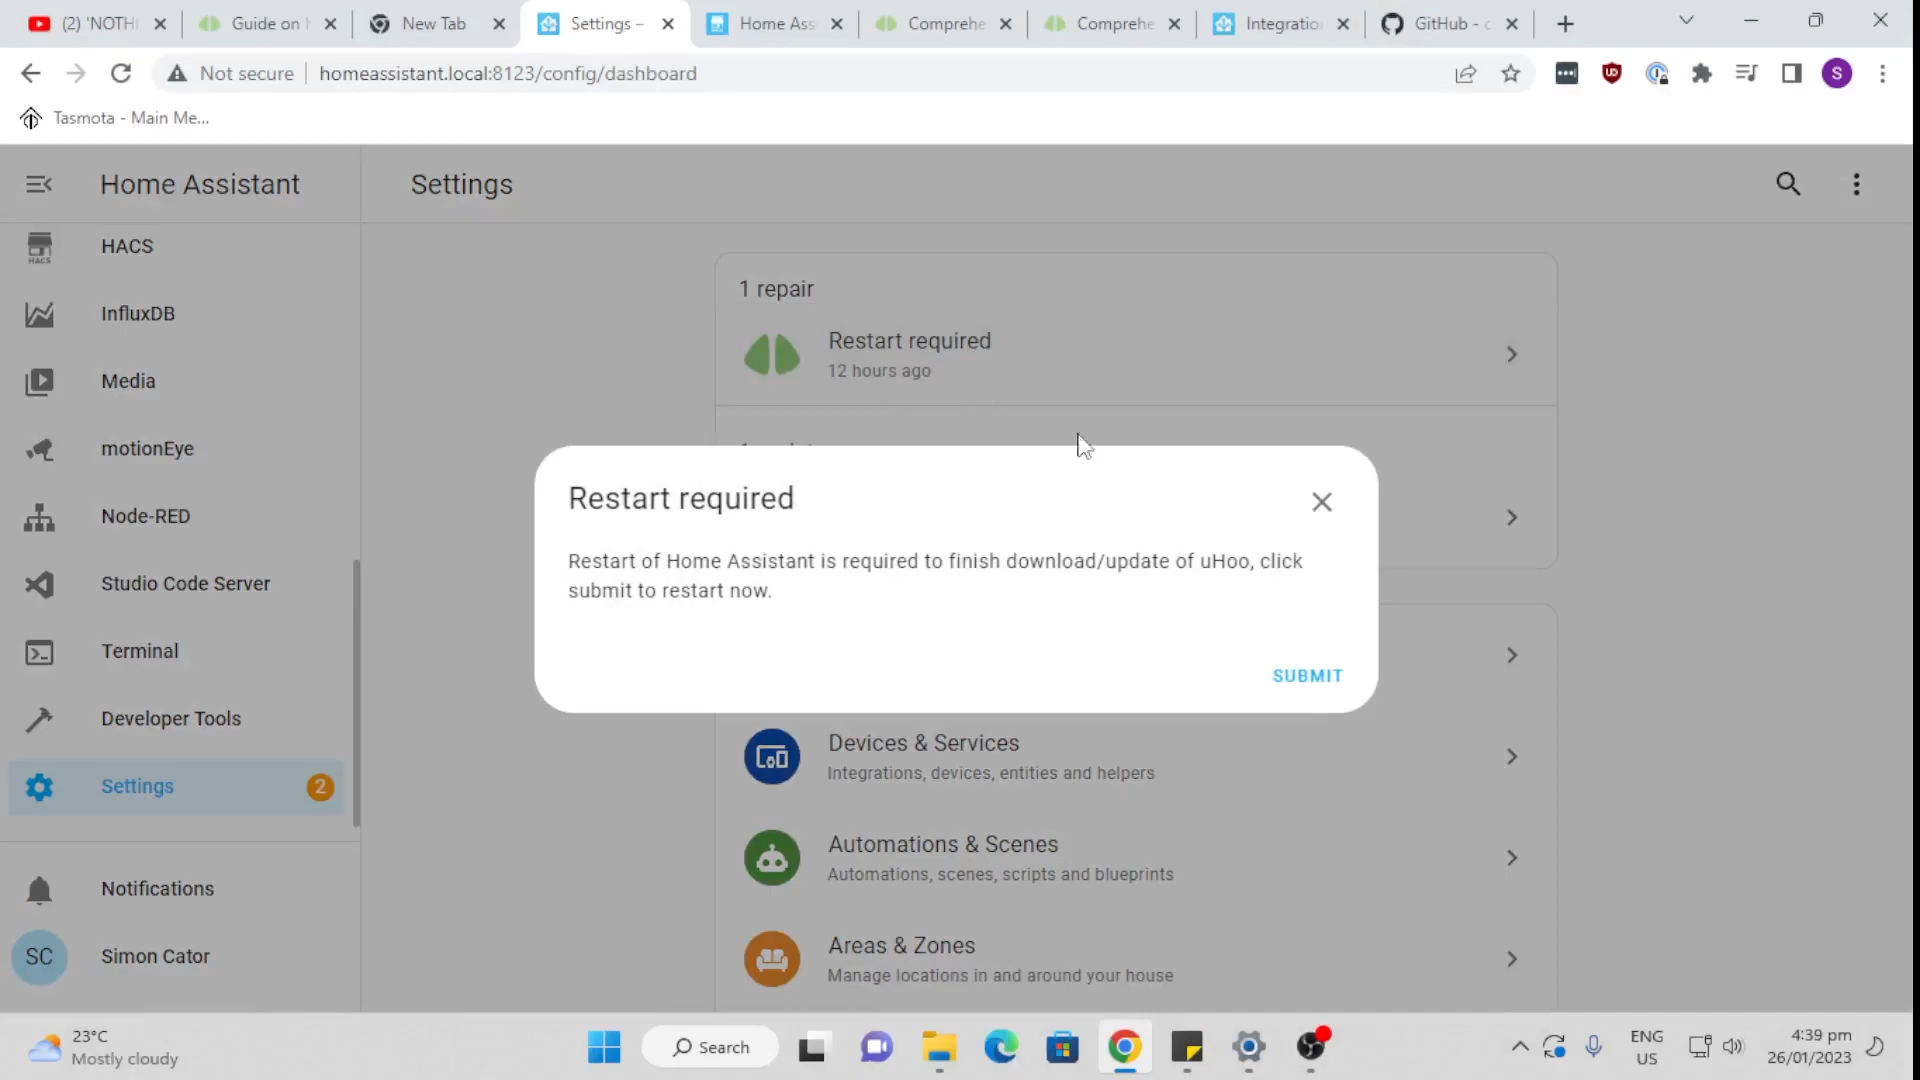 (2) 'NOTHI
Guide on h
New Tab
Settings –
Home Ass
Comprehe
Comprehe
Integratio
GitHub - c
Not secure
homeassistant.local:8123/config/dashboard
S
Tasmota - Main Me...
Home Assistant
Settings
HACS
HACS
InfluxDB
Media
motionEye
Node-RED
Studio Code Server
Terminal
Developer Tools
Settings
2
Notifications
SC
Simon Cator
1 repair
Restart required
12 hours ago
Restart required
Restart of Home Assistant is required to finish download/update of uHoo, click
submit to restart now.
SUBMIT
Devices & Services
Integrations, devices, entities and helpers
Automations & Scenes
Automations, scenes, scripts and blueprints
Areas & Zones
Manage locations in and around your house
23°C
Mostly cloudy
Search
ENG
US
4:39 pm
26/01/2023